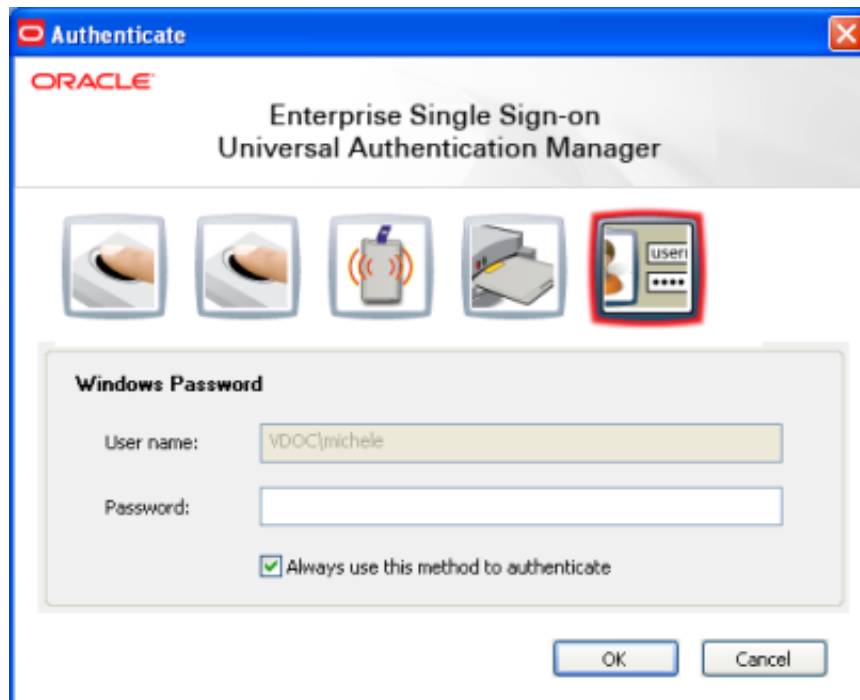 Authenticate
ORACLE
Enterprise Single Sign-on
Universal Authentication Manager
useri
Windows Password
User name: VDOC\michele
Password:
Always use this method to authenticate
OK Cancel